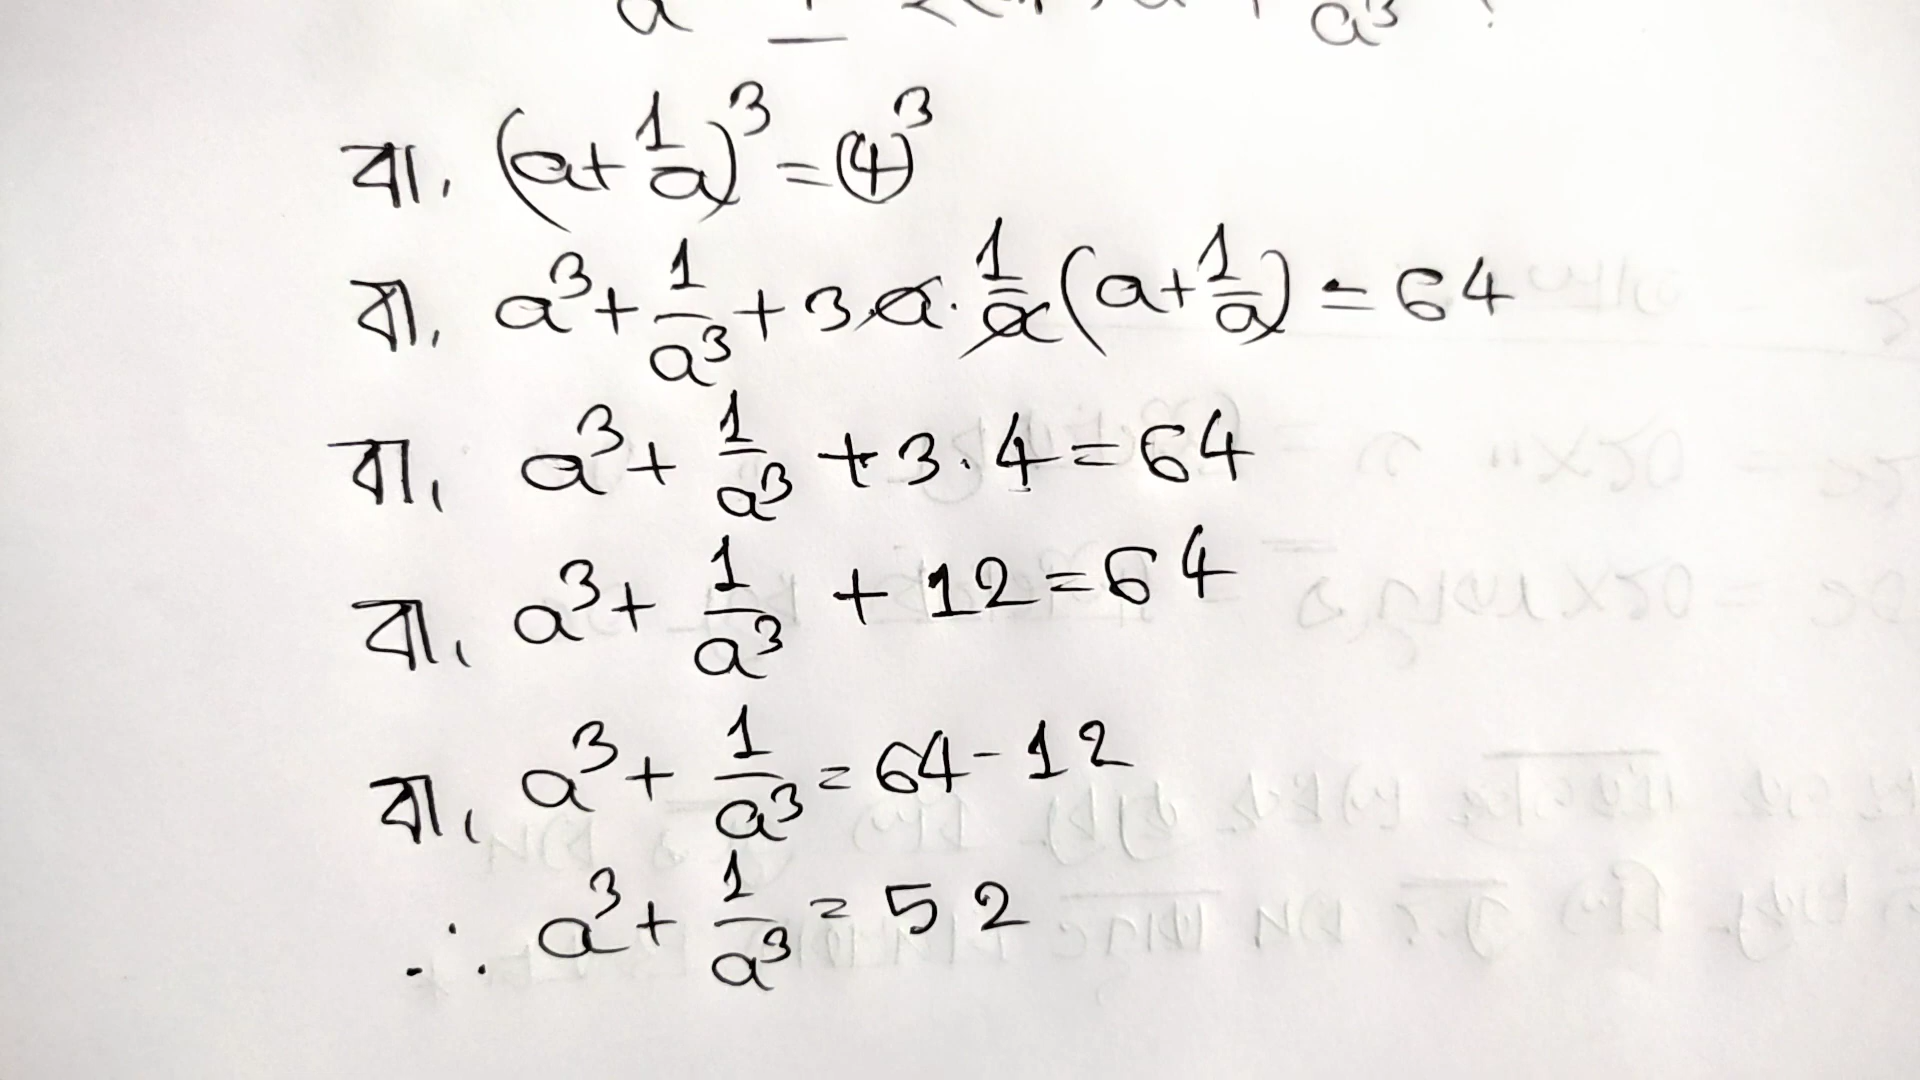 বা, (a+1/a)³ = (4)³
বা, a³ + 1/a³ + 3.a. 1/a (a+1/a) = 64
বা, a³ + 1/a³ + 3.4 = 64
বা, a³ + 1/a³ + 12 = 64
বা, a³ + 1/a³ = 64-12
∴ a³ + 1/a³ = 52